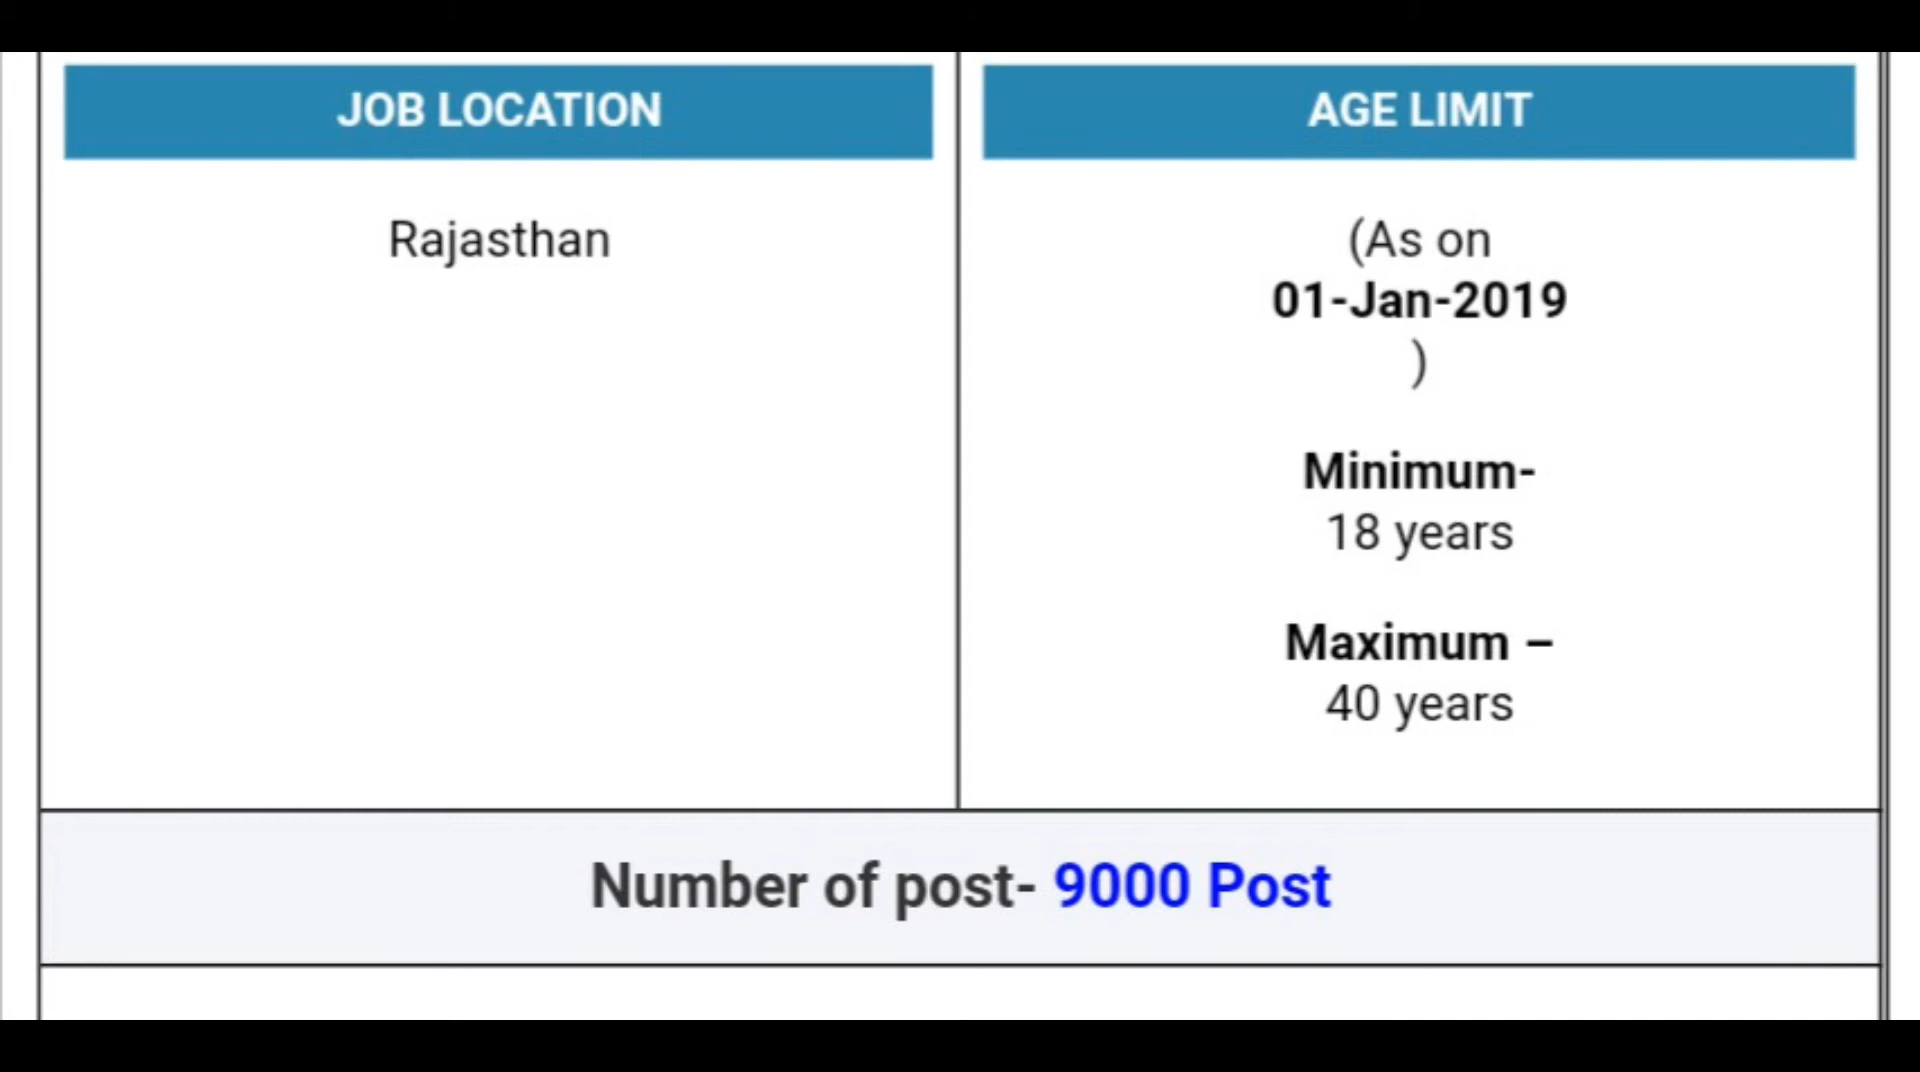 JOB LOCATION
Rajasthan
AGE LIMIT
(As on
01-Jan-2019
)
Minimum-
18 years
Maximum –
40 years
Number of post- 9000 Post